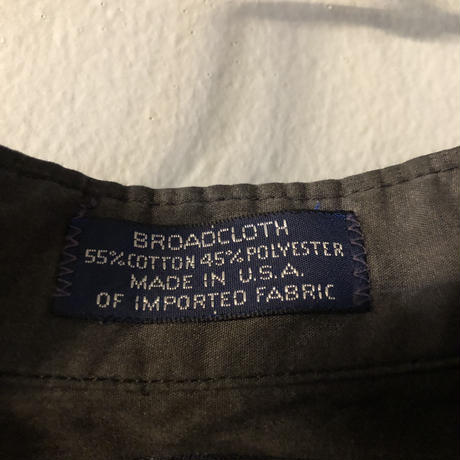 BROADCLOTH
55% COTTON 45% POLYESTER
MADE IN U.S.A.
OF IMPORTED FABRIC